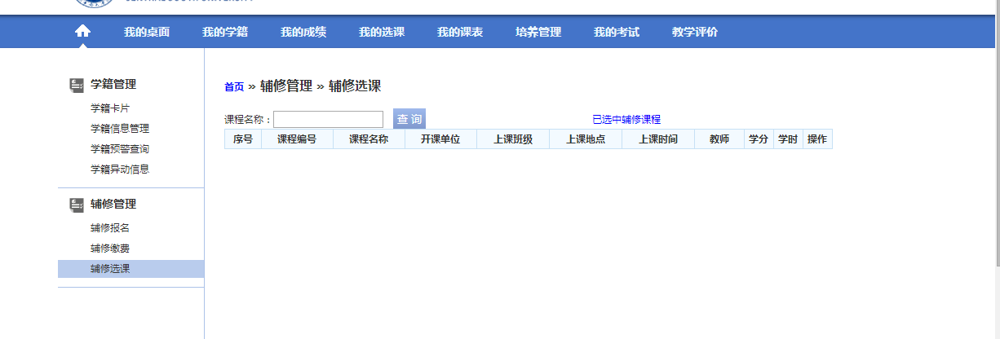 我的桌面 我的学籍 我的成绩 我的选课 我的课表 培养管理 我的考试 教学评价
学籍管理
学籍卡片
学籍信息管理
学籍预警查询
学籍异动信息
辅修管理
辅修报名
辅修缴费
辅修选课
首页 » 辅修管理 » 辅修选课
课程名称： 查 询 已选中辅修课程
序号 课程编号 课程名称 开课单位 上课班级 上课地点 上课时间 教师 学分 学时 操作